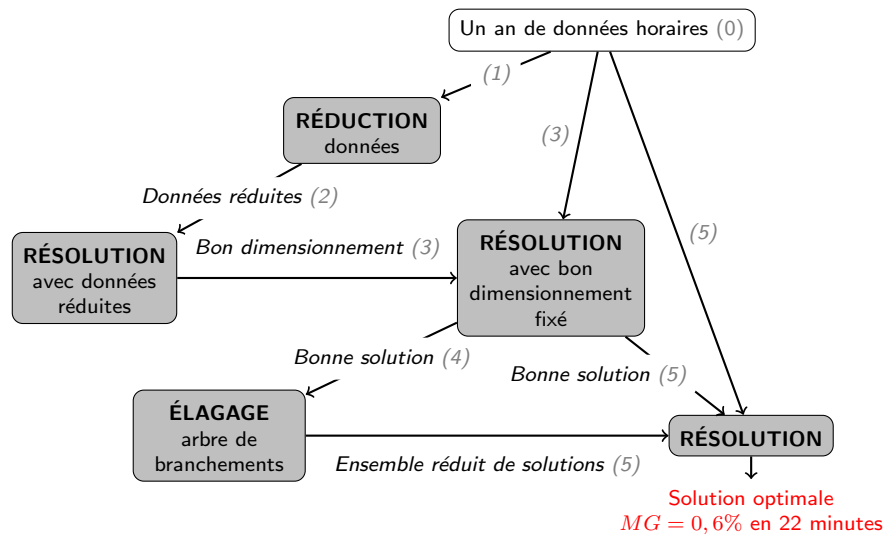 Un an de données horaires (0)
(1)
RÉDUCTION
données
(3)
Données réduites (2)
RÉSOLUTION
avec données
réduites
Bon dimensionnement (3)
RÉSOLUTION
avec bon
dimensionnement
fixé
(5)
Bonne solution (4)
Bonne solution (5)
ÉLAGAGE
arbre de
branchements
Ensemble réduit de solutions (5)
RÉSOLUTION
Solution optimale
MG = 0, 6% en 22 minutes